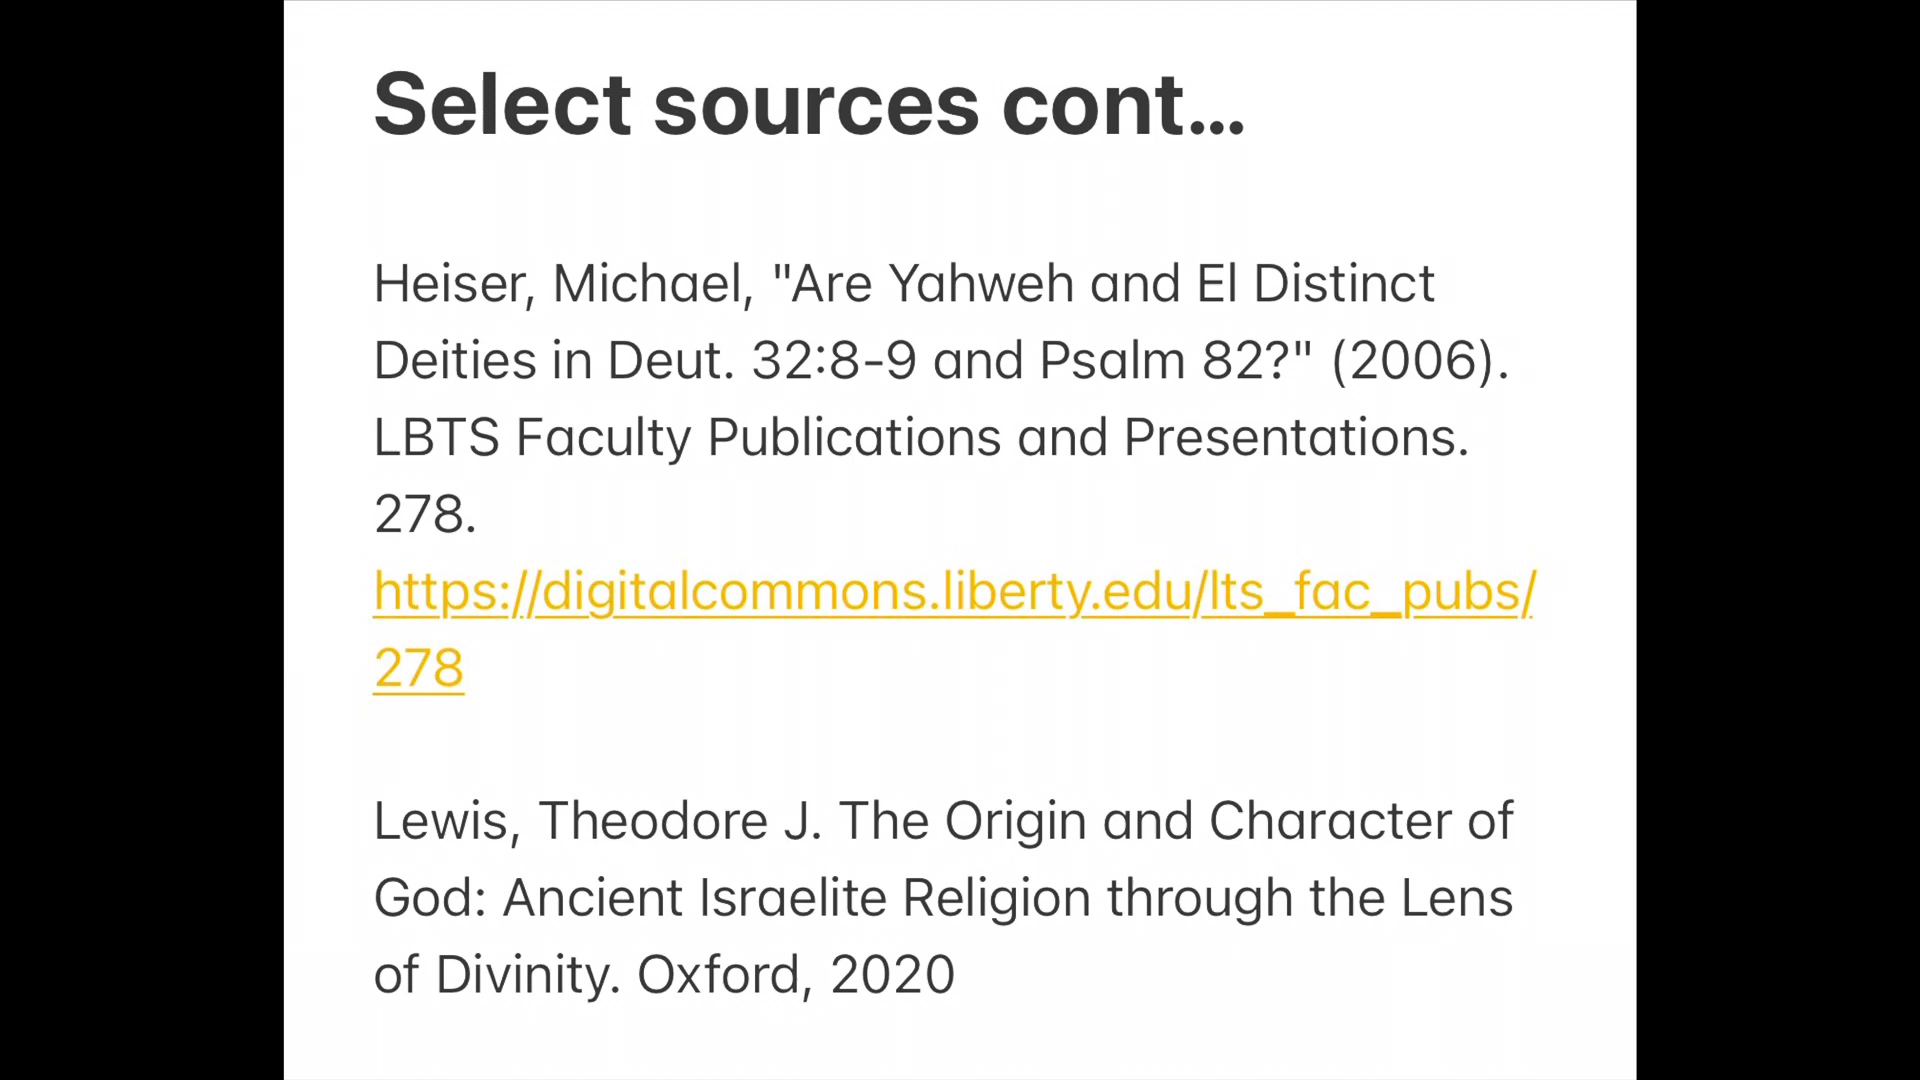 Select sources cont…
Heiser, Michael, "Are Yahweh and El Distinct
Deities in Deut. 32:8-9 and Psalm 82?" (2006).
LBTS Faculty Publications and Presentations.
278.
https://digitalcommons.liberty.edu/lts_fac_pubs/
278
Lewis, Theodore J. The Origin and Character of
God: Ancient Israelite Religion through the Lens
of Divinity. Oxford, 2020